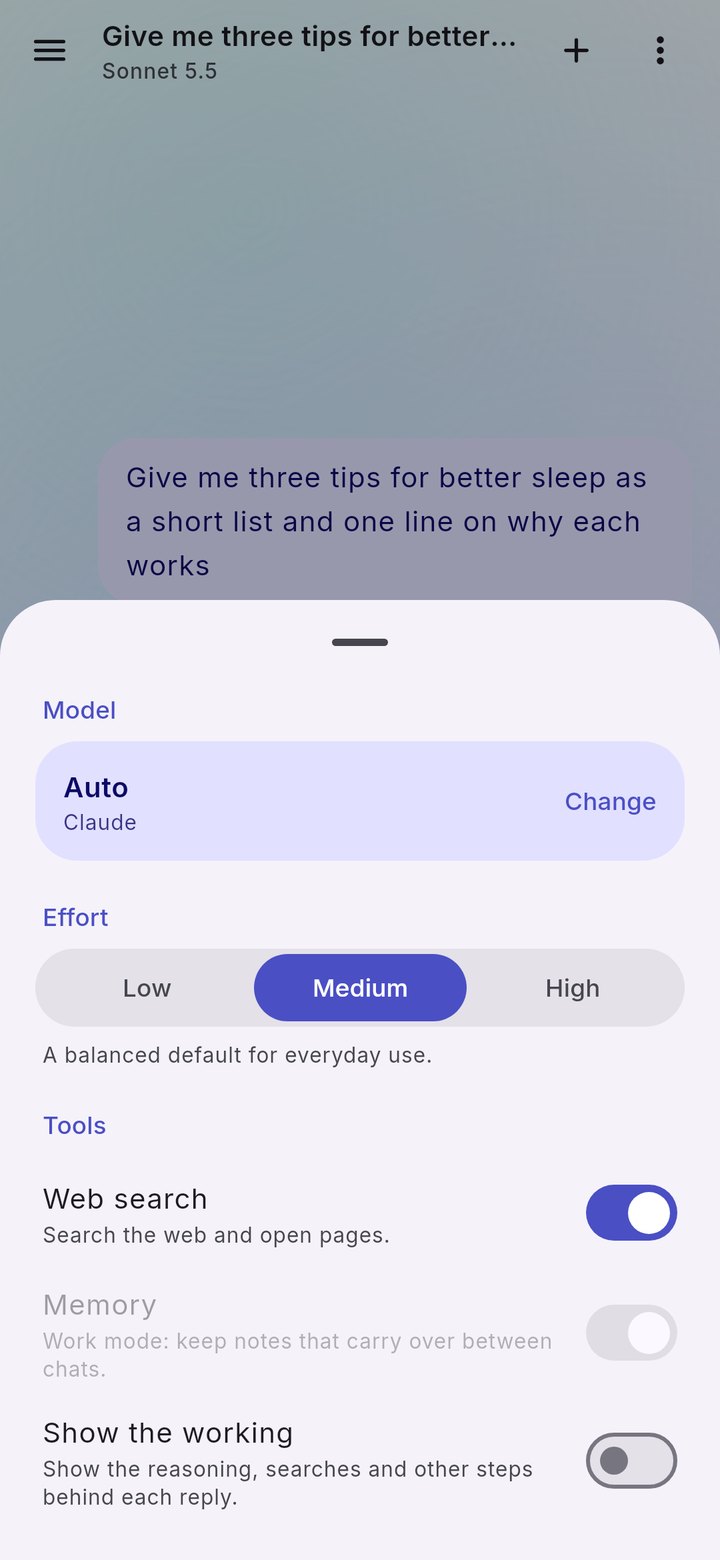 Give me three tips for better...
Sonnet 5.5
Give me three tips for better sleep as
a short list and one line on why each
works
Model
Auto
Claude
Change
Effort
Low
Medium
High
A balanced default for everyday use.
Tools
Web search
Search the web and open pages.
Memory
Work mode: keep notes that carry over between
chats.
Show the working
Show the reasoning, searches and other steps
behind each reply.